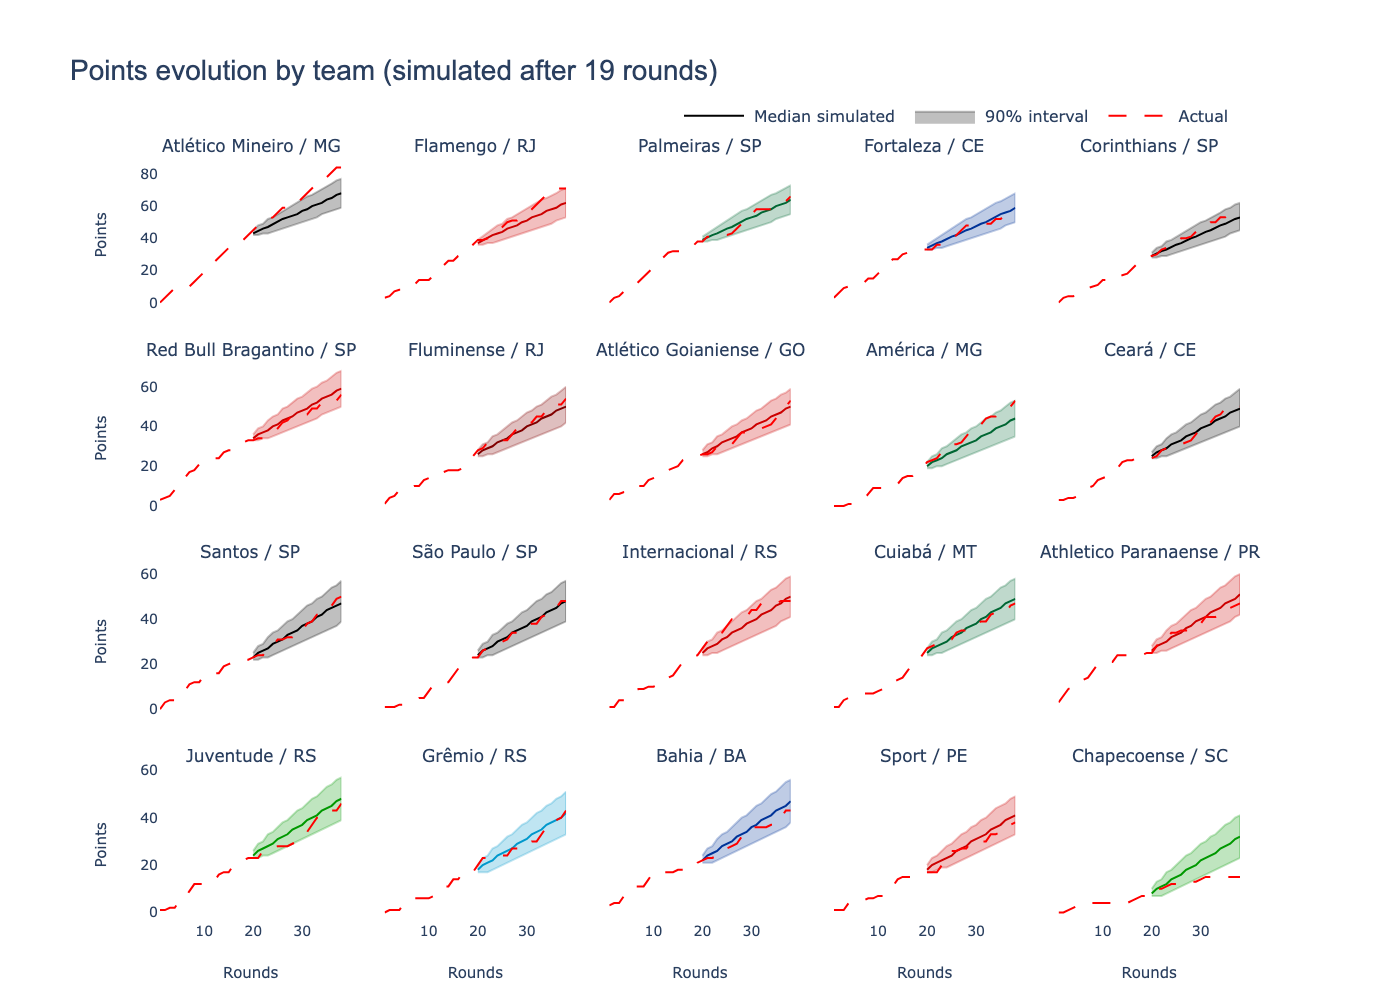 Points evolution by team (simulated after 19 rounds)
Median simulated 90% interval Actual
Atlético Mineiro / MG Flamengo / RJ Palmeiras / SP Fortaleza / CE Corinthians / SP
80
60
40
20
0
Points
Red Bull Bragantino / SP Fluminense / RJ Atlético Goianiense / GO América / MG Ceará / CE
60
40
20
0
Points
Santos / SP São Paulo / SP Internacional / RS Cuiabá / MT Athletico Paranaense / PR
60
40
20
0
Points
Juventude / RS Grêmio / RS Bahia / BA Sport / PE Chapecoense / SC
60
40
20
0
Points
10 20 30 10 20 30 10 20 30 10 20 30 10 20 30
Rounds Rounds Rounds Rounds Rounds